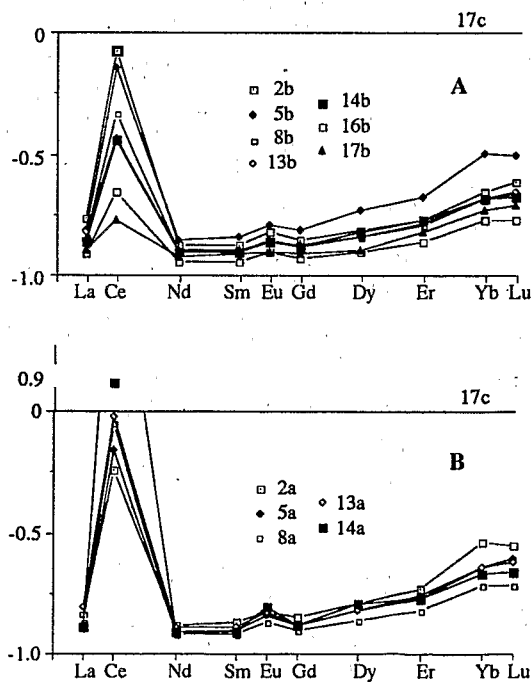 17c
0
A
2b 14b
5b 16b
8b 17b
13b
-0.5
-1.0
La Ce Nd Sm Eu Gd Dy Er Yb Lu
0.9
17c
0
B
2a 13a
5a 14a
8a
-0.5
-1.0
La Ce Nd Sm Eu Gd Dy Er Yb Lu